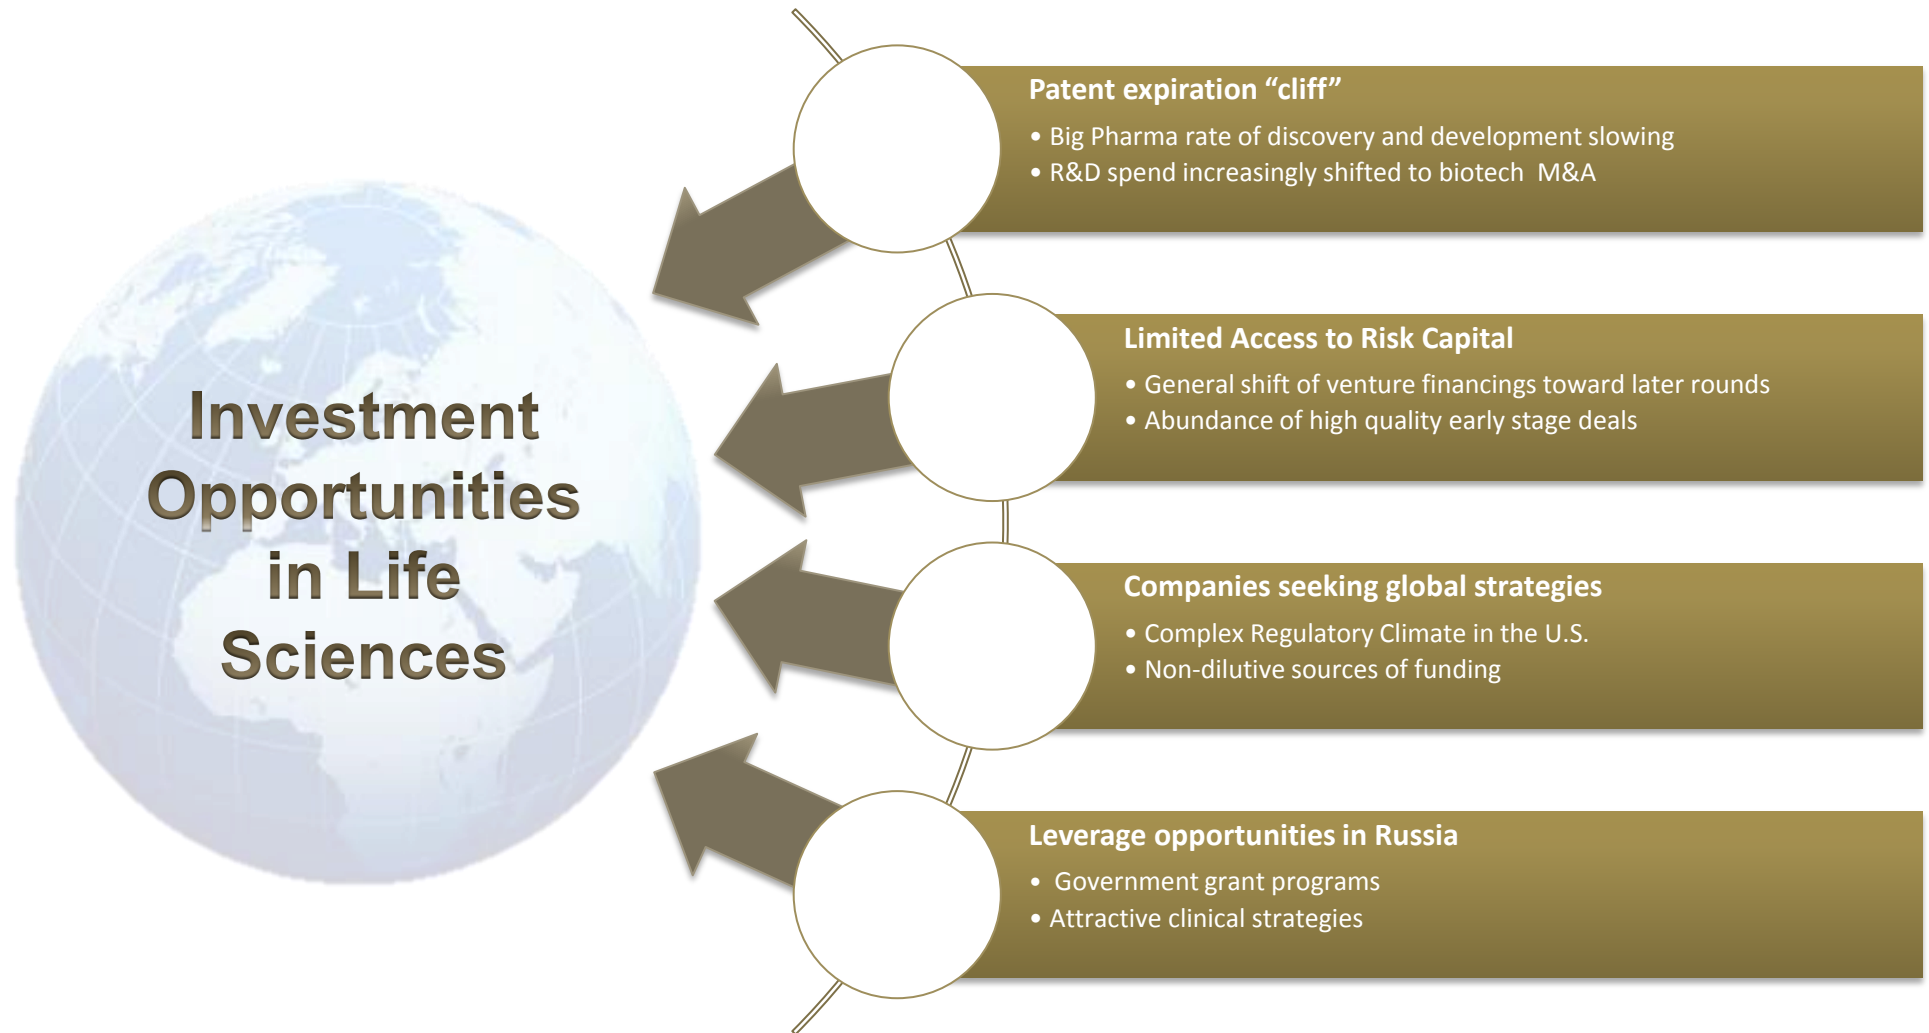 Investment
Opportunities
in Life
Sciences
Patent expiration “cliff”
• Big Pharma rate of discovery and development slowing
• R&D spend increasingly shifted to biotech  M&A
Limited Access to Risk Capital
• General shift of venture financings toward later rounds
• Abundance of high quality early stage deals
Companies seeking global strategies
• Complex Regulatory Climate in the U.S.
• Non-dilutive sources of funding
Leverage opportunities in Russia
• Government grant programs
• Attractive clinical strategies